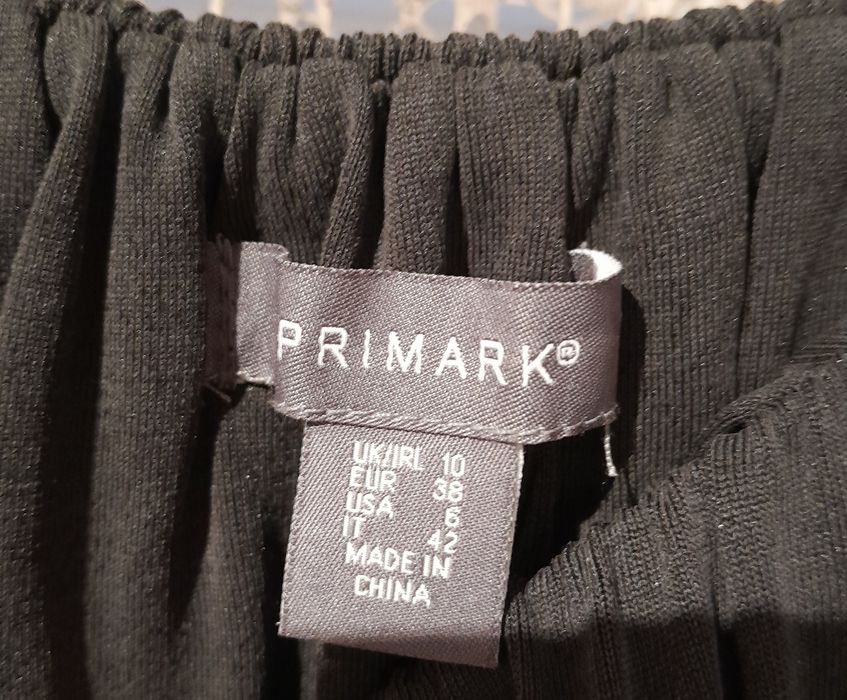 PRIMARK®
UK/IRL 10
EUR 38
USA 6
IT 42
MADE IN
CHINA